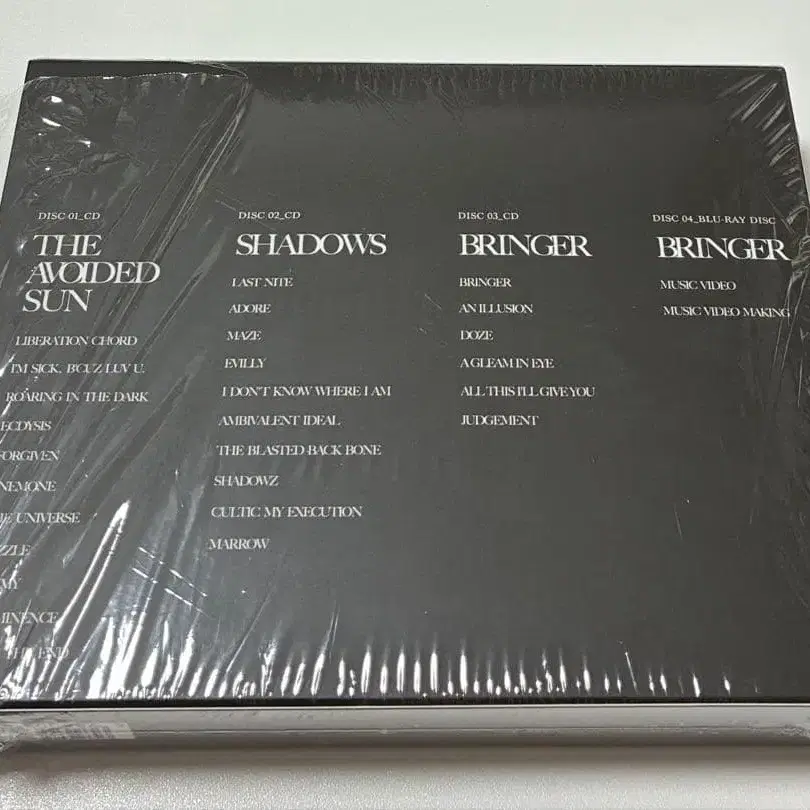 DISC 01_CD
THE
AVOIDED
SUN
LIBERATION CHORD
I'M SICK, B'CUZ LUV U.
ROARING IN THE DARK
ECDYSIS
UNIVERSE
END
DISC 02_CD
SHADOWS
LAST NITE
ADORE
MAZE
EVILLY
I DON'T KNOW WHERE I AM
AMBIVALENT IDEAL
THE BLASTED BACK BONE
SHADOWZ
CULTIC MY EXECUTION
MARROW
DISC 03_CD
BRINGER
BRINGER
AN ILLUSION
DOZE
A GLEAM IN EYE
ALL THIS I'LL GIVE YOU
JUDGEMENT
DISC 04_BLU-RAY DISC
BRINGER
MUSIC VIDEO
MUSIC VIDEO MAKING